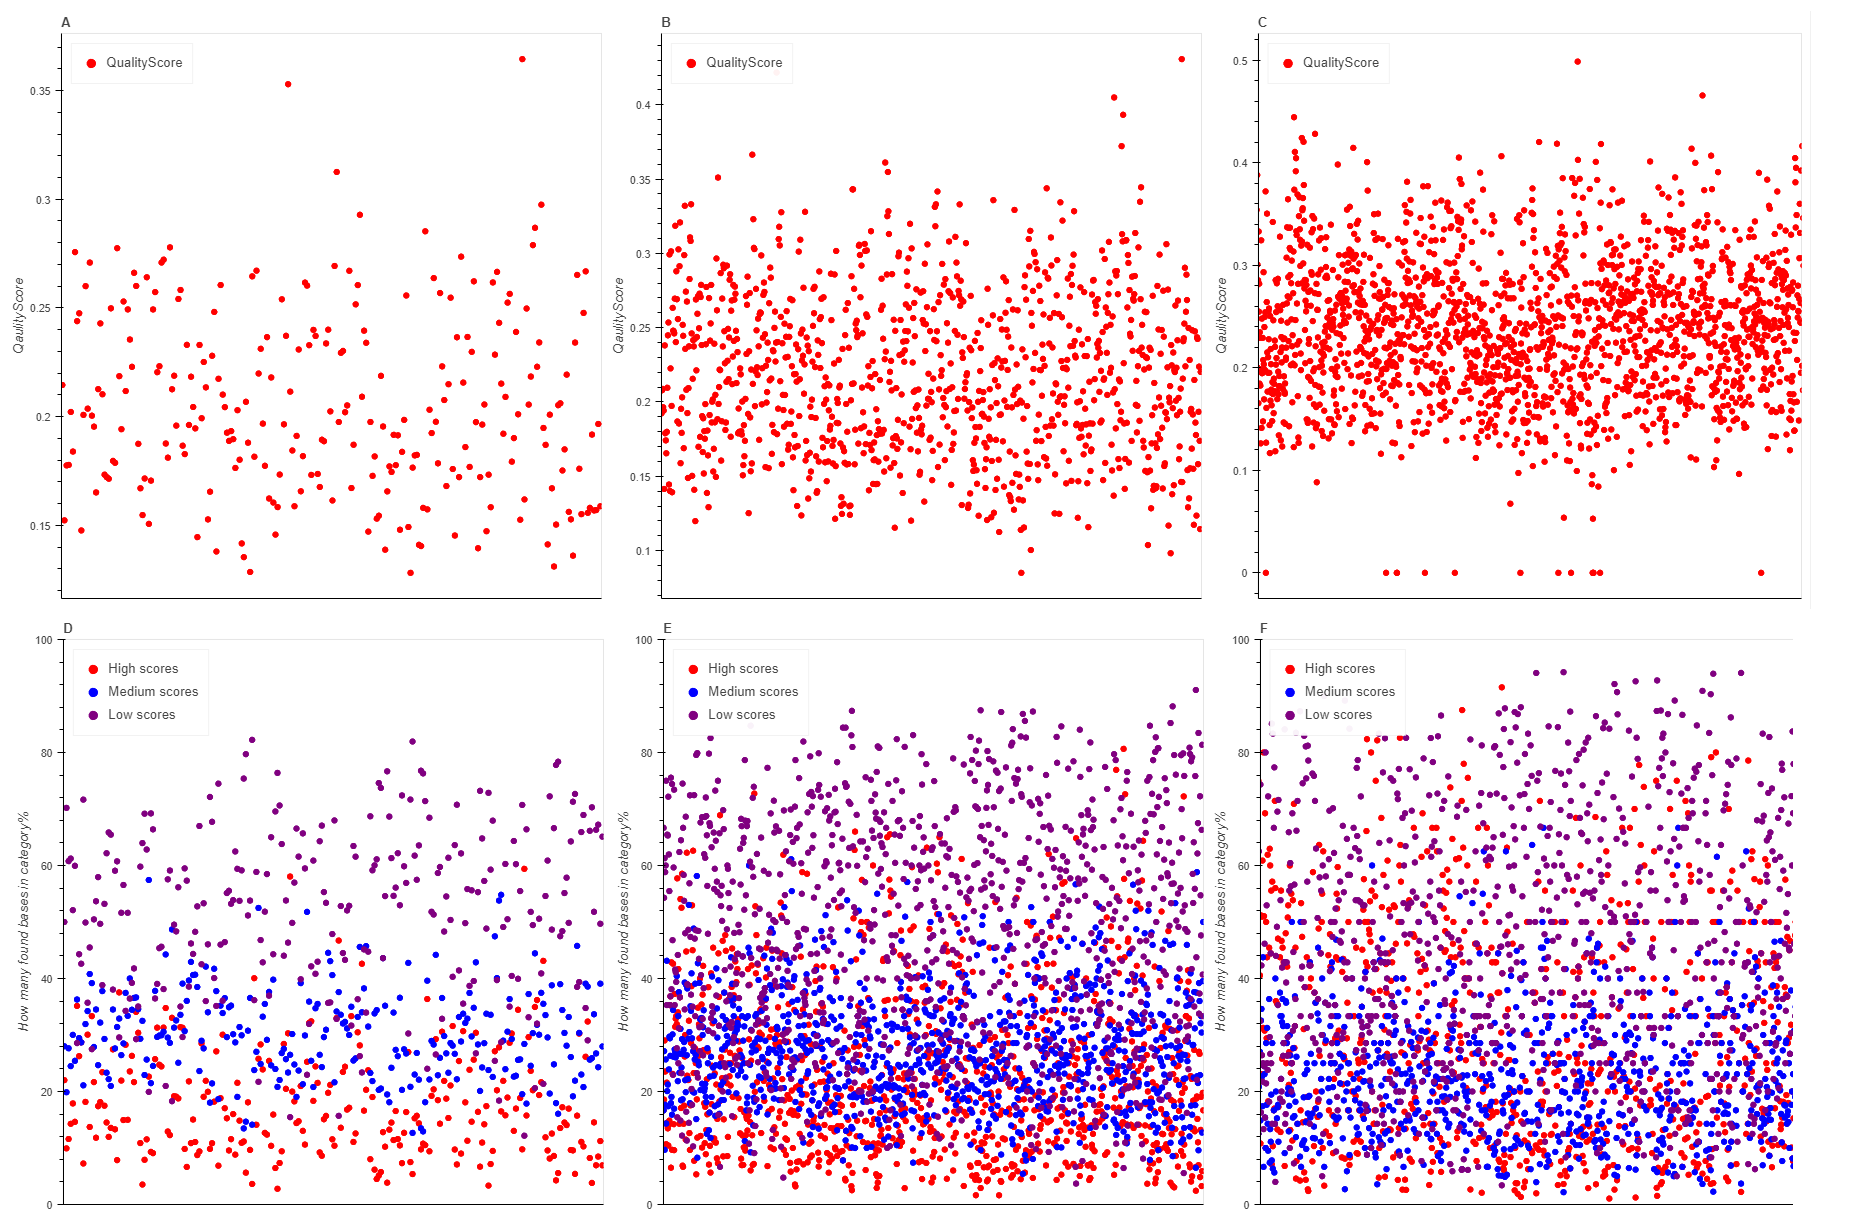 A
QualityScore
0.35
0.3
0.25
0.2
0.15
QaulityScore
B
QualityScore
0.4
0.35
0.3
0.25
0.2
0.15
0.1
QaulityScore
C
QualityScore
0.5
0.4
0.3
0.2
0.1
0
QaulityScore
D
High scores
Medium scores
Low scores
100
80
60
40
20
0
How many found bases in category%
E
High scores
Medium scores
Low scores
100
80
60
40
20
0
How many found bases in category%
F
High scores
Medium scores
Low scores
100
80
60
40
20
0
How many found bases in category%